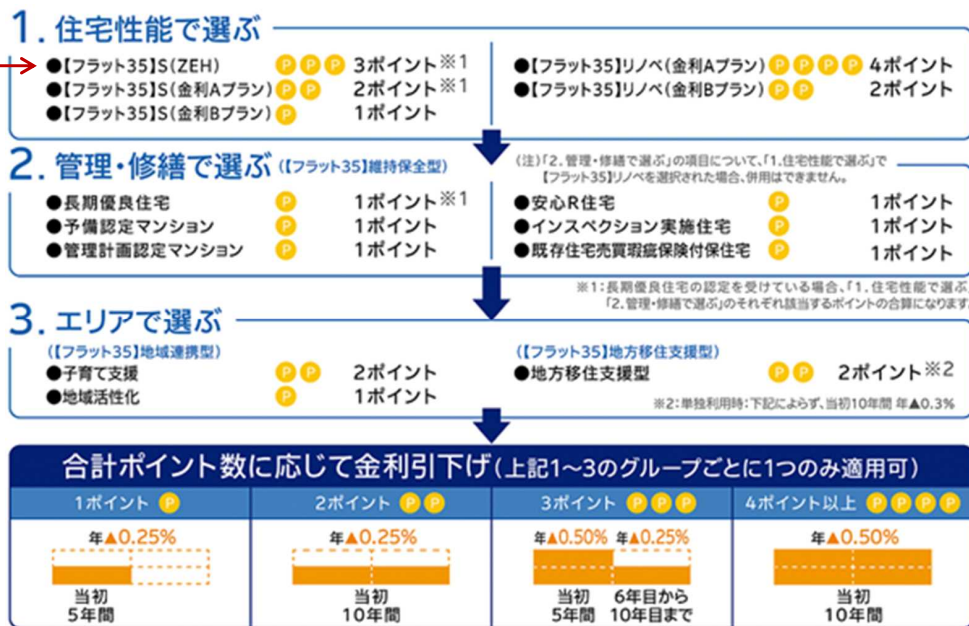 1. 住宅性能で選ぶ
●【フラット35】S(ZEH) P P P 3ポイント※1
●【フラット35】S(金利Aプラン) P P 2ポイント※1
●【フラット35】S(金利Bプラン) P 1ポイント
●【フラット35】リノベ(金利Aプラン) P P P P 4ポイント
●【フラット35】リノベ(金利Bプラン) P P 2ポイント
2. 管理・修繕で選ぶ(【フラット35】維持保全型)
(注)「2.管理・修繕で選ぶ」の項目について、「1.住宅性能で選ぶ」で
【フラット35】リノベを選択された場合、併用はできません。
●長期優良住宅 P 1ポイント※1
●予備認定マンション P 1ポイント
●管理計画認定マンション P 1ポイント
●安心R住宅 P 1ポイント
●インスペクション実施住宅 P 1ポイント
●既存住宅売買瑕疵保険付保住宅 P 1ポイント
※1:長期優良住宅の認定を受けている場合、「1.住宅性能で選ぶ」
「2.管理・修繕で選ぶ」のそれぞれ該当するポイントの合算になります
3. エリアで選ぶ
(【フラット35】地域連携型)
●子育て支援 P P 2ポイント
●地域活性化 P 1ポイント
(【フラット35】地方移住支援型)
●地方移住支援型 P P 2ポイント※2
※2:単独利用時:下記によらず、当初10年間 年▲0.3%
合計ポイント数に応じて金利引下げ(上記1〜3のグループごとに1つのみ適用可)
1ポイント P
年▲0.25%
当初
5年間
2ポイント P P
年▲0.25%
当初
10年間
3ポイント P P P
年▲0.50% 年▲0.25%
当初
5年間
6年目から
10年目まで
4ポイント以上 P P P P
年▲0.50%
当初
10年間